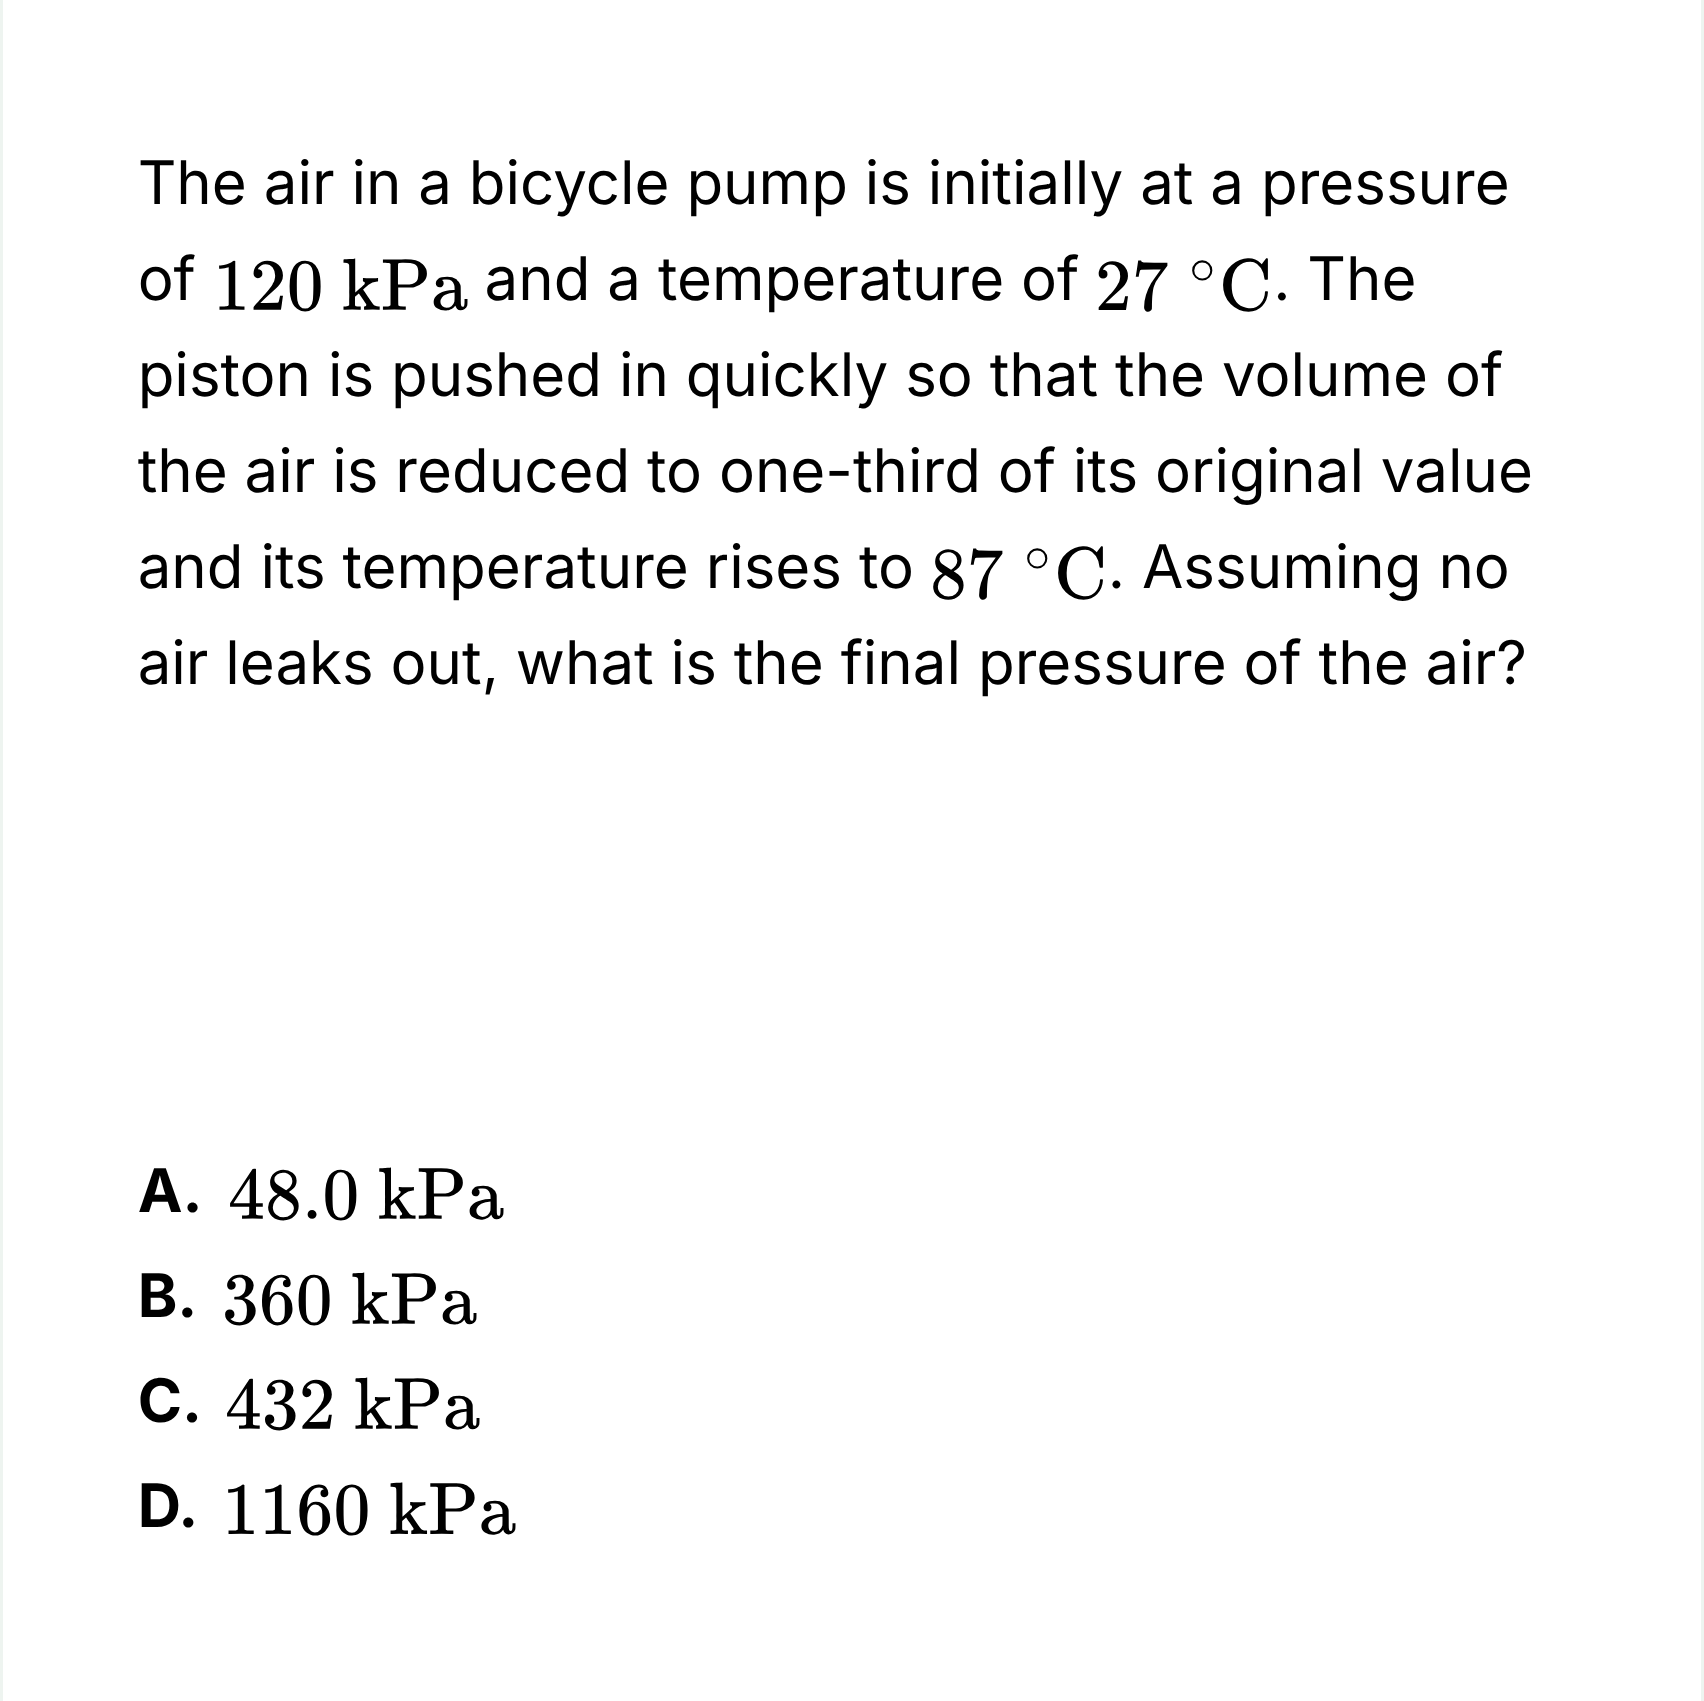 The air in a bicycle pump is initially at a pressure
of 120 kPa and a temperature of 27 °C. The
piston is pushed in quickly so that the volume of
the air is reduced to one-third of its original value
and its temperature rises to 87 °C. Assuming no
air leaks out, what is the final pressure of the air?
A. 48.0 kPa
B. 360 kPa
C. 432 kPa
D. 1160 kPa